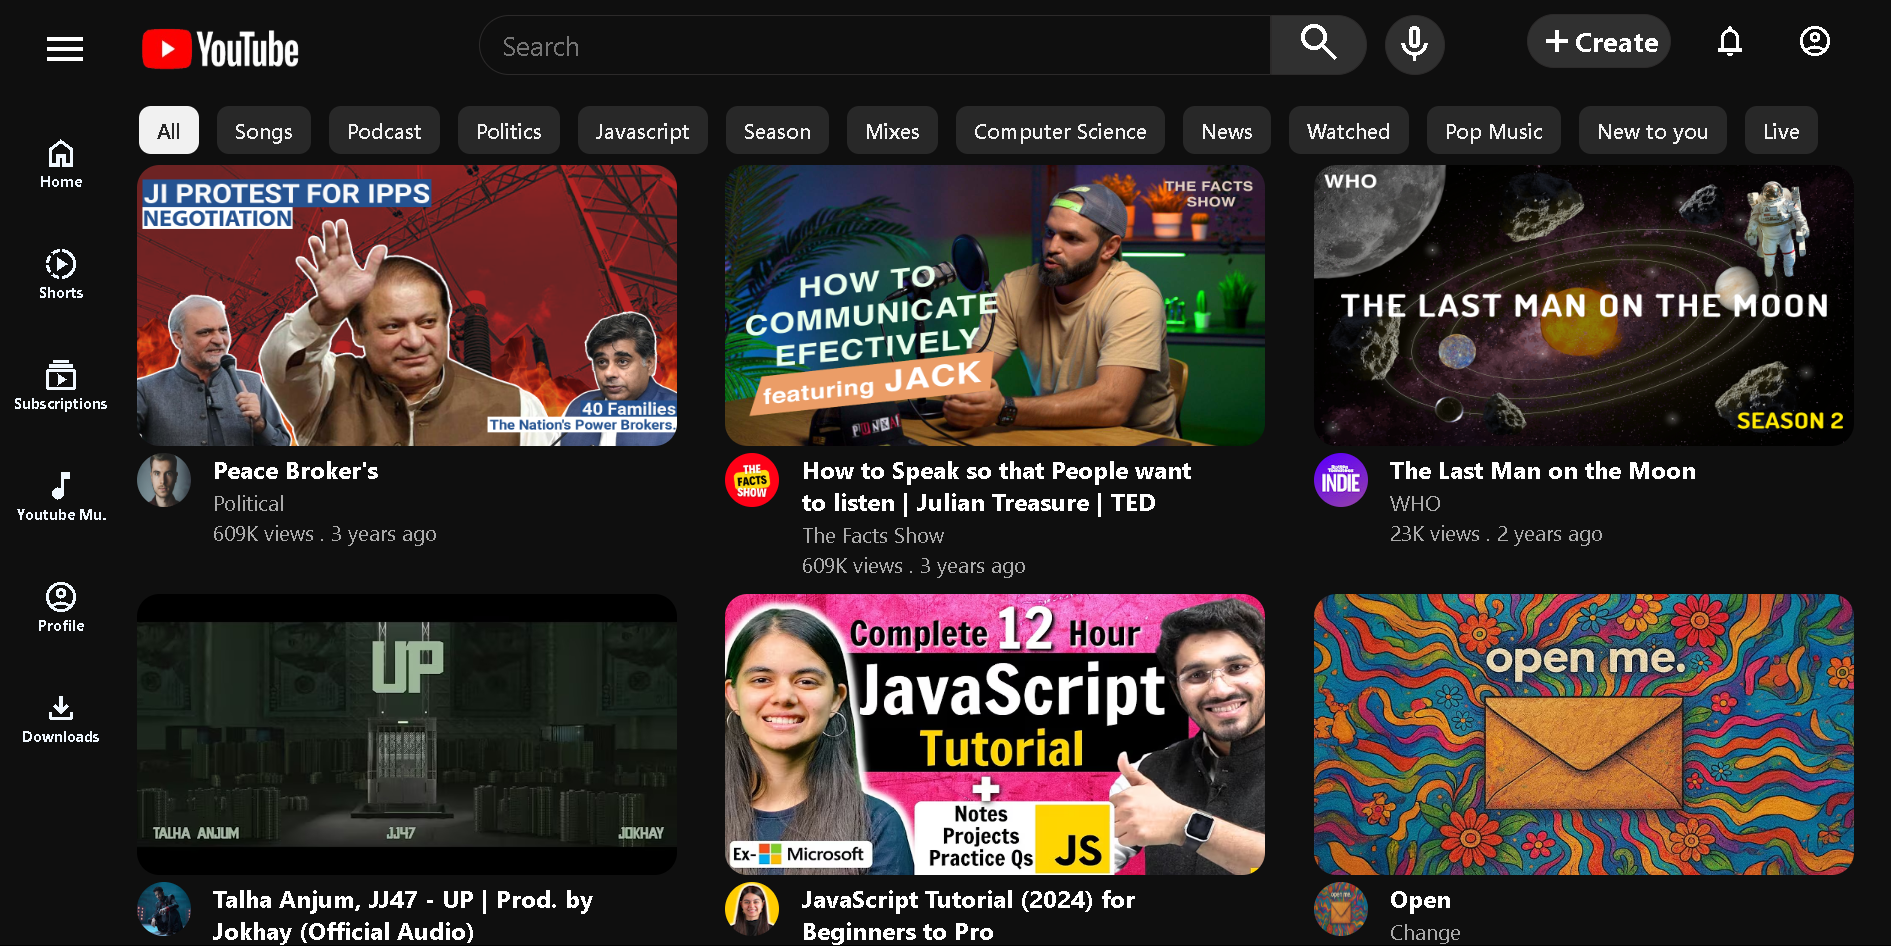 YouTube
Search
+ Create
All
Songs
Podcast
Politics
Javascript
Season
Mixes
Computer Science
News
Watched
Pop Music
New to you
Live
Home
Shorts
Subscriptions
Youtube Mu.
Profile
Downloads
JI PROTEST FOR IPPS
NEGOTIATION
40 Families
The Nation's Power Brokers.
Peace Broker's
Political
609K views . 3 years ago
THE FACTS
SHOW
HOW TO
COMMUNICATE
EFECTIVELY
featuring JACK
THE
FACTS
SHOW
How to Speak so that People want
to listen | Julian Treasure | TED
The Facts Show
609K views . 3 years ago
WHO
THE LAST MAN ON THE MOON
SEASON 2
INDIE
The Last Man on the Moon
WHO
23K views . 2 years ago
UP
TALHA ANJUM
JJ47
JOKHAY
Talha Anjum, JJ47 - UP | Prod. by
Jokhay (Official Audio)
Complete 12 Hour
JavaScript
Tutorial
+
Notes
Projects
Practice Qs
JS
Ex- Microsoft
JavaScript Tutorial (2024) for
Beginners to Pro
open me.
open me.
Open
Change